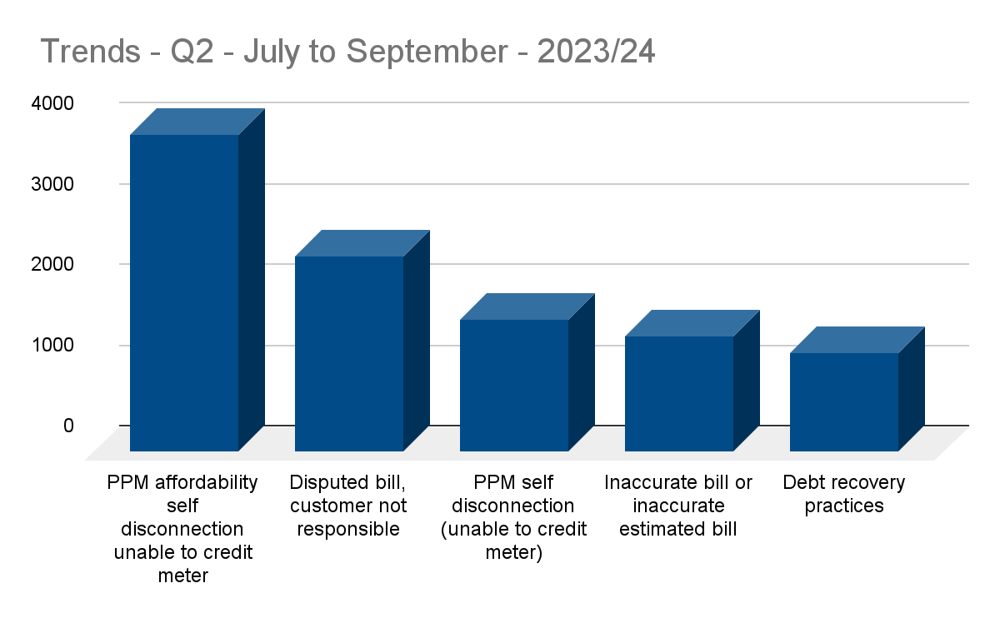 Trends - Q2 - July to September - 2023/24
4000
3000
2000
1000
0
PPM affordability
self
disconnection
unable to credit
meter
Disputed bill,
customer not
responsible
PPM self
disconnection
(unable to credit
meter)
Inaccurate bill or
inaccurate
estimated bill
Debt recovery
practices